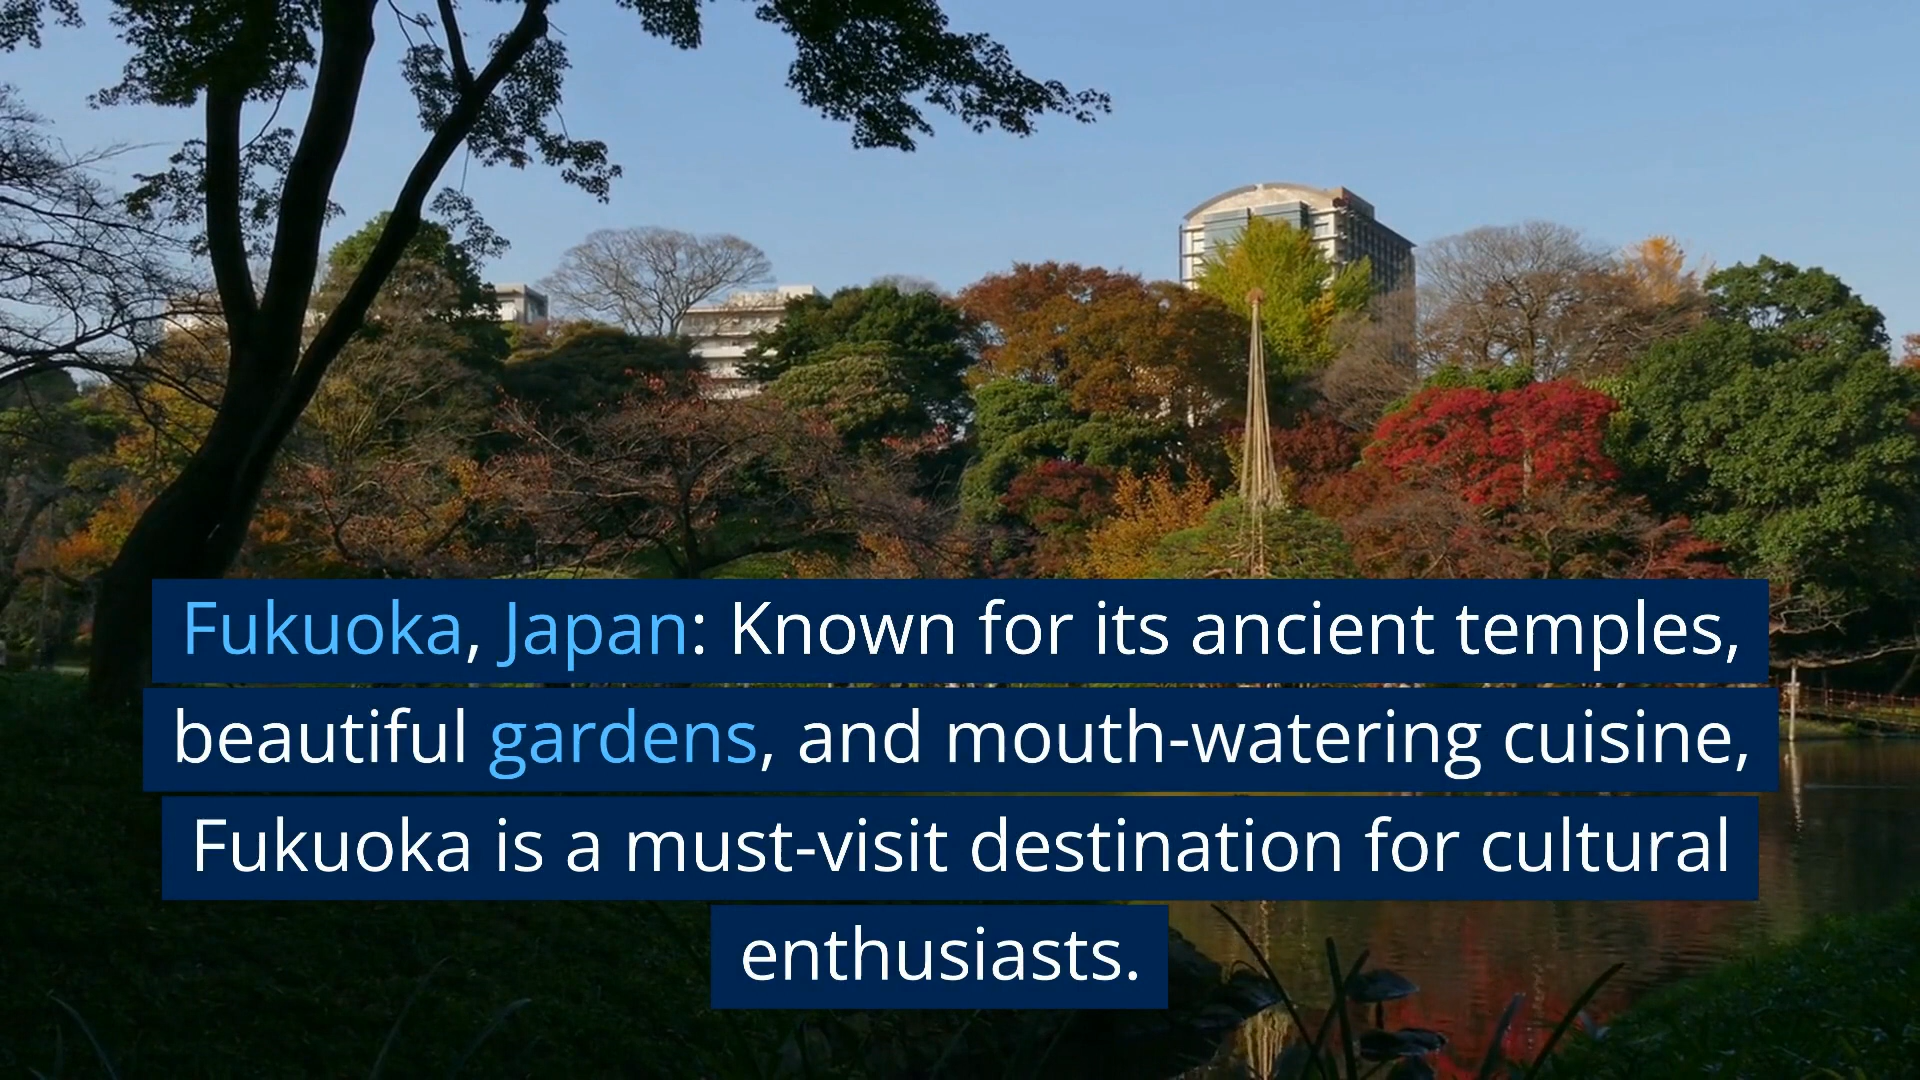 Fukuoka, Japan: Known for its ancient temples,
beautiful gardens, and mouth-watering cuisine,
Fukuoka is a must-visit destination for cultural
enthusiasts.